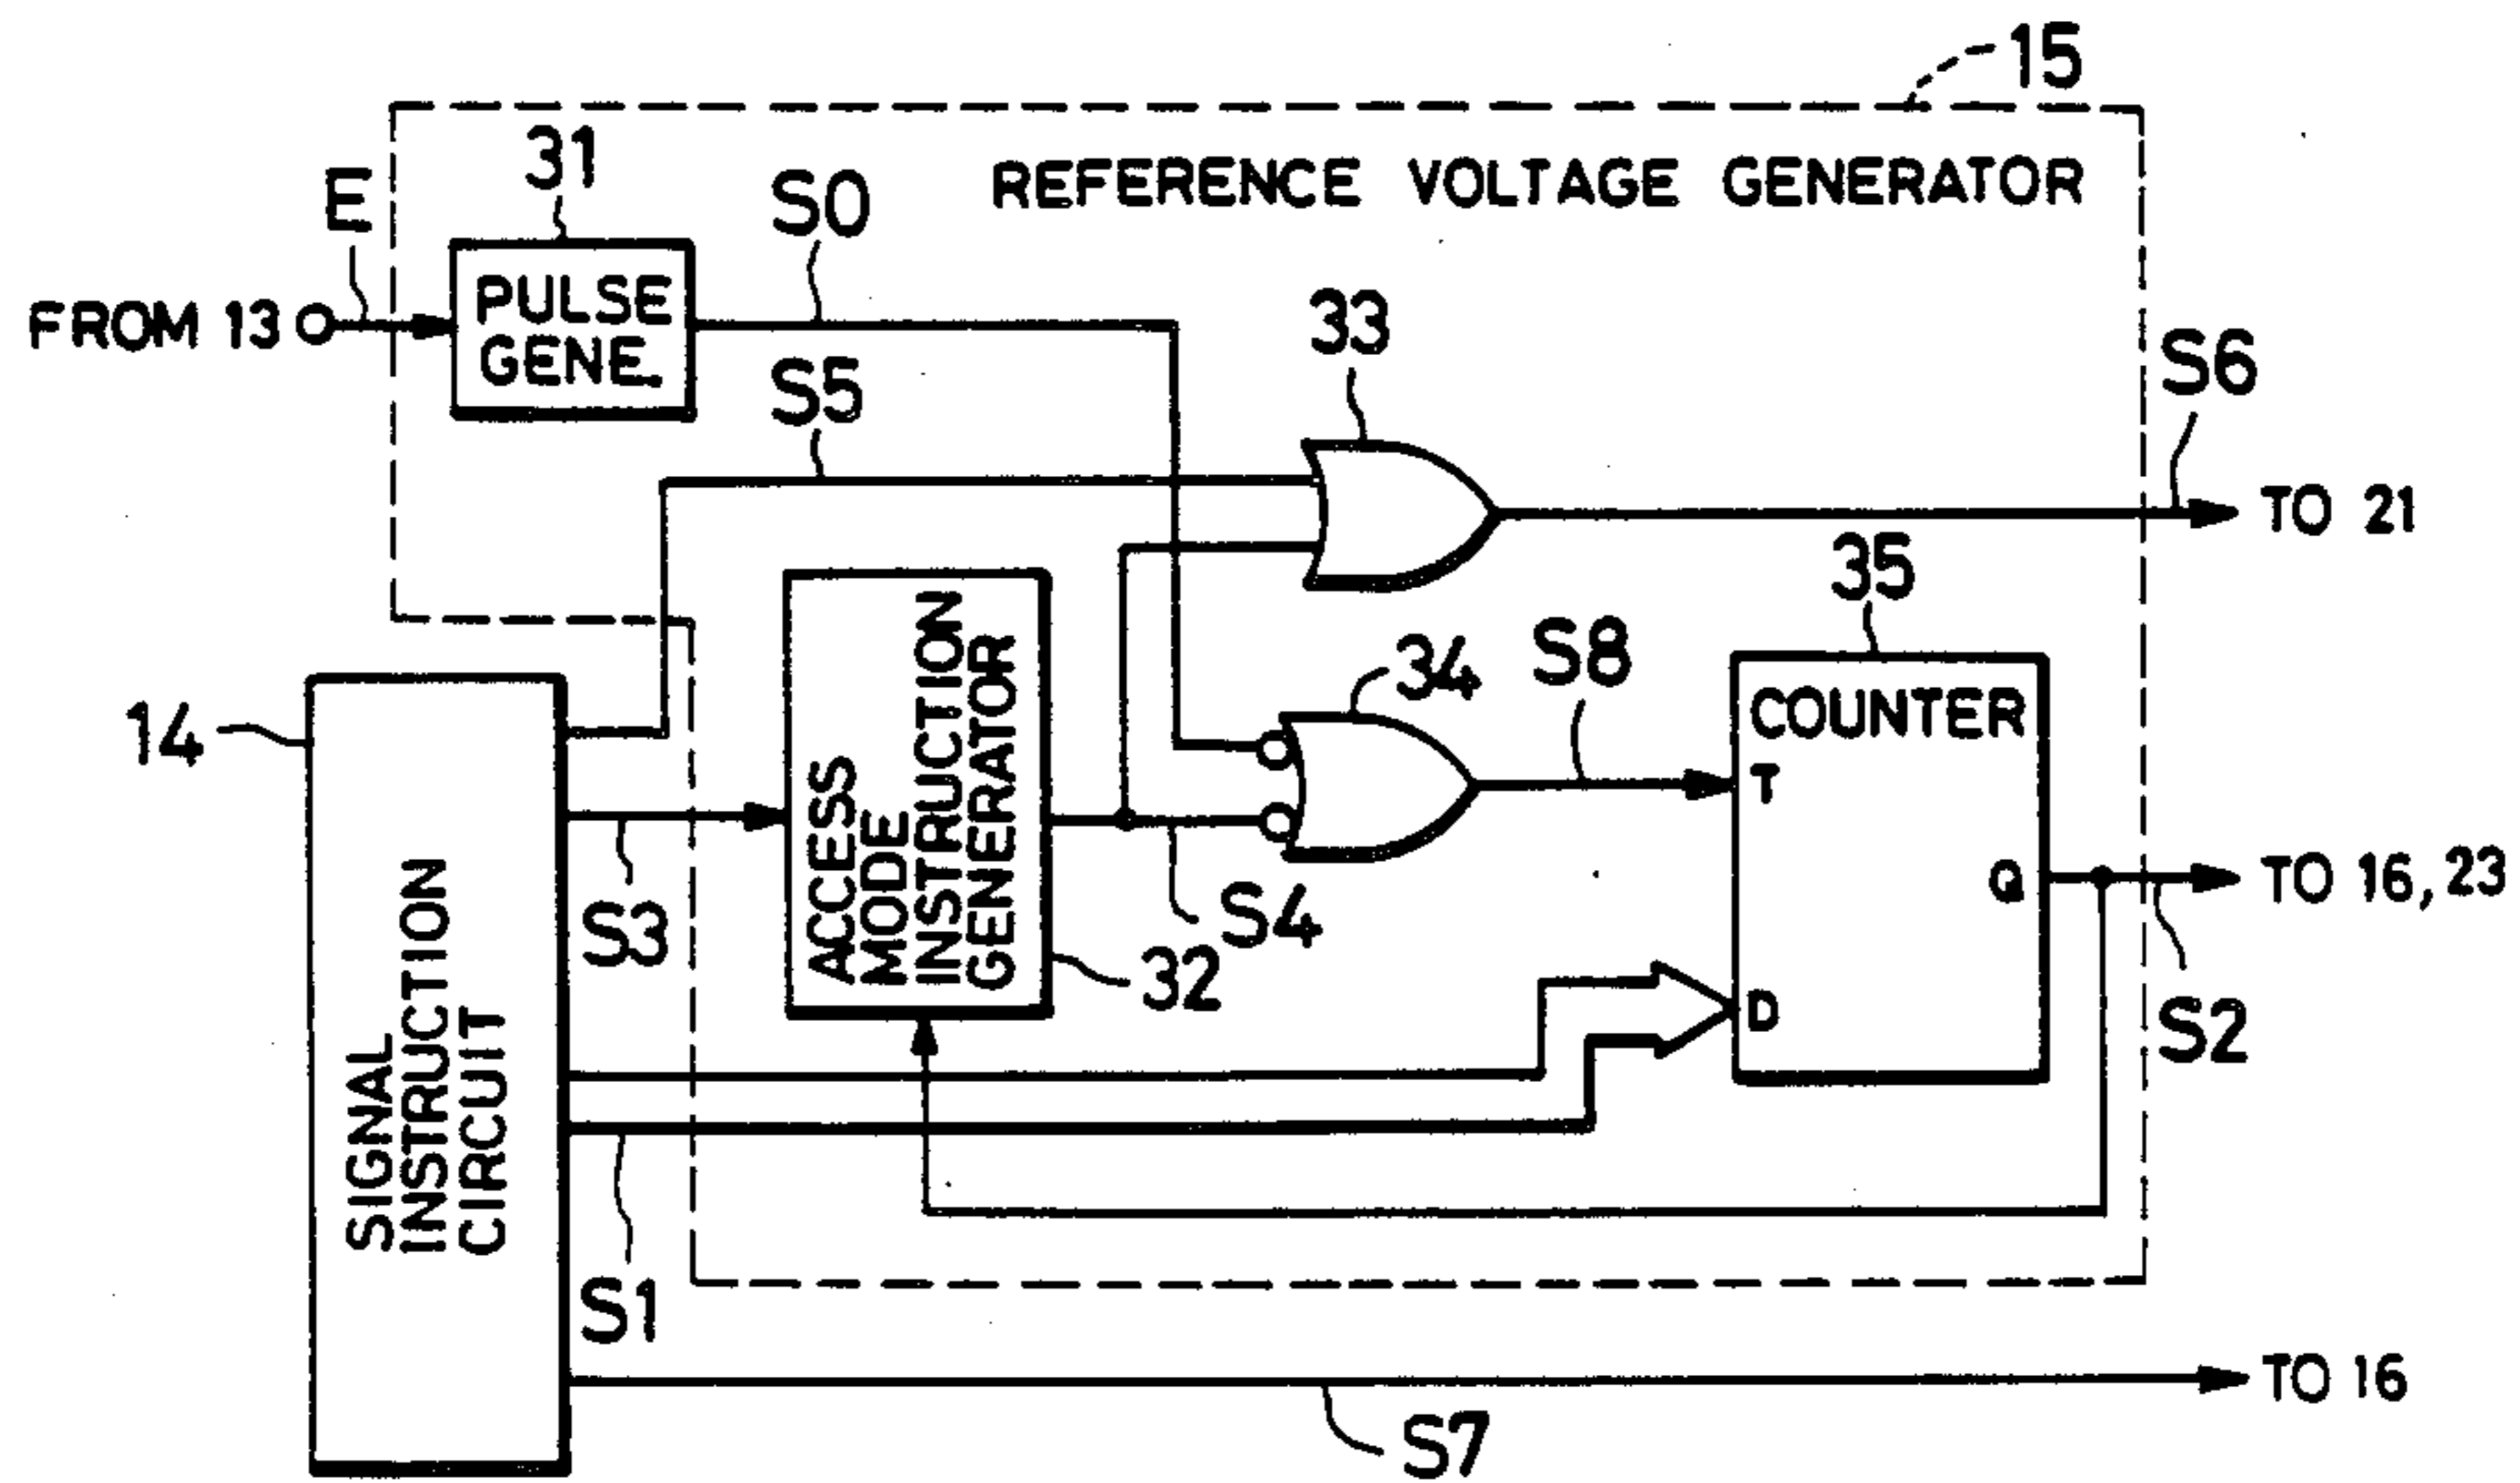 15
REFERENCE VOLTAGE GENERATOR
31
E
S0
FROM 13
PULSE
GENE.
33
S5
S6
TO 21
35
34
S8
14
COUNTER
T
Q
D
TO 16,23
ACCESS
MODE
INSTRUCTION
GENERATOR
S3
S4
32
S2
SIGNAL
INSTRUCTION
CIRCUIT
S1
TO 16
S7